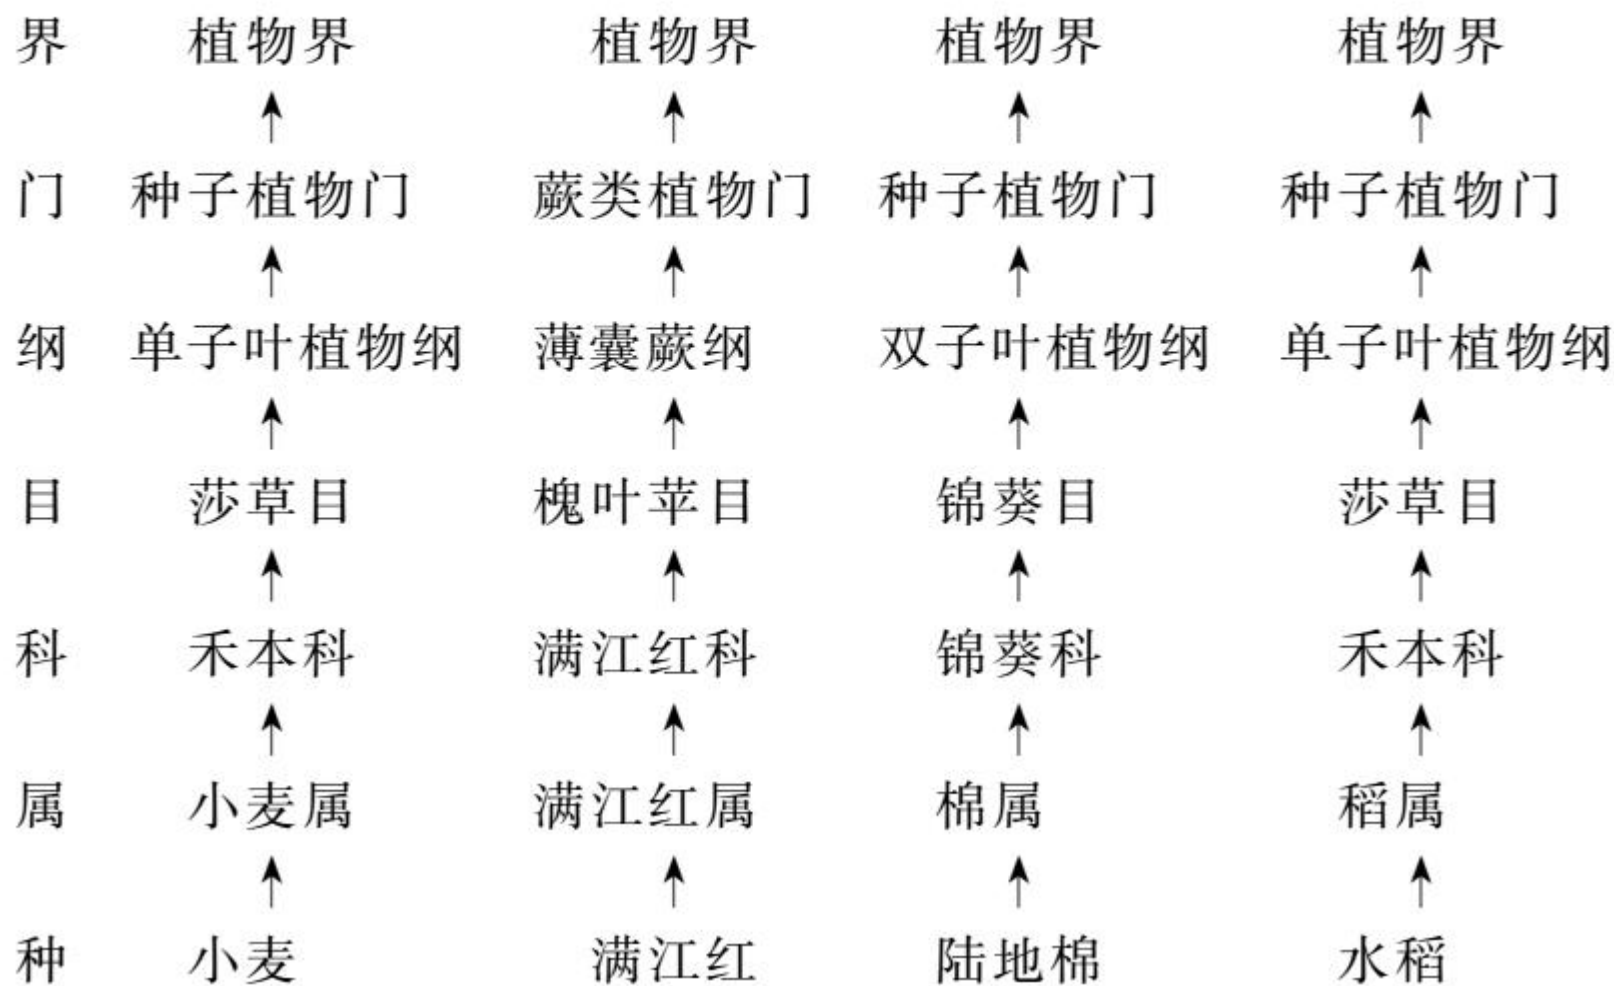 界 植物界 植物界 植物界 植物界
门 种子植物门 蕨类植物门 种子植物门 种子植物门
纲 单子叶植物纲 薄囊蕨纲 双子叶植物纲 单子叶植物纲
目 莎草目 槐叶苹目 锦葵目 莎草目
科 禾本科 满江红科 锦葵科 禾本科
属 小麦属 满江红属 棉属 稻属
种 小麦 满江红 陆地棉 水稻